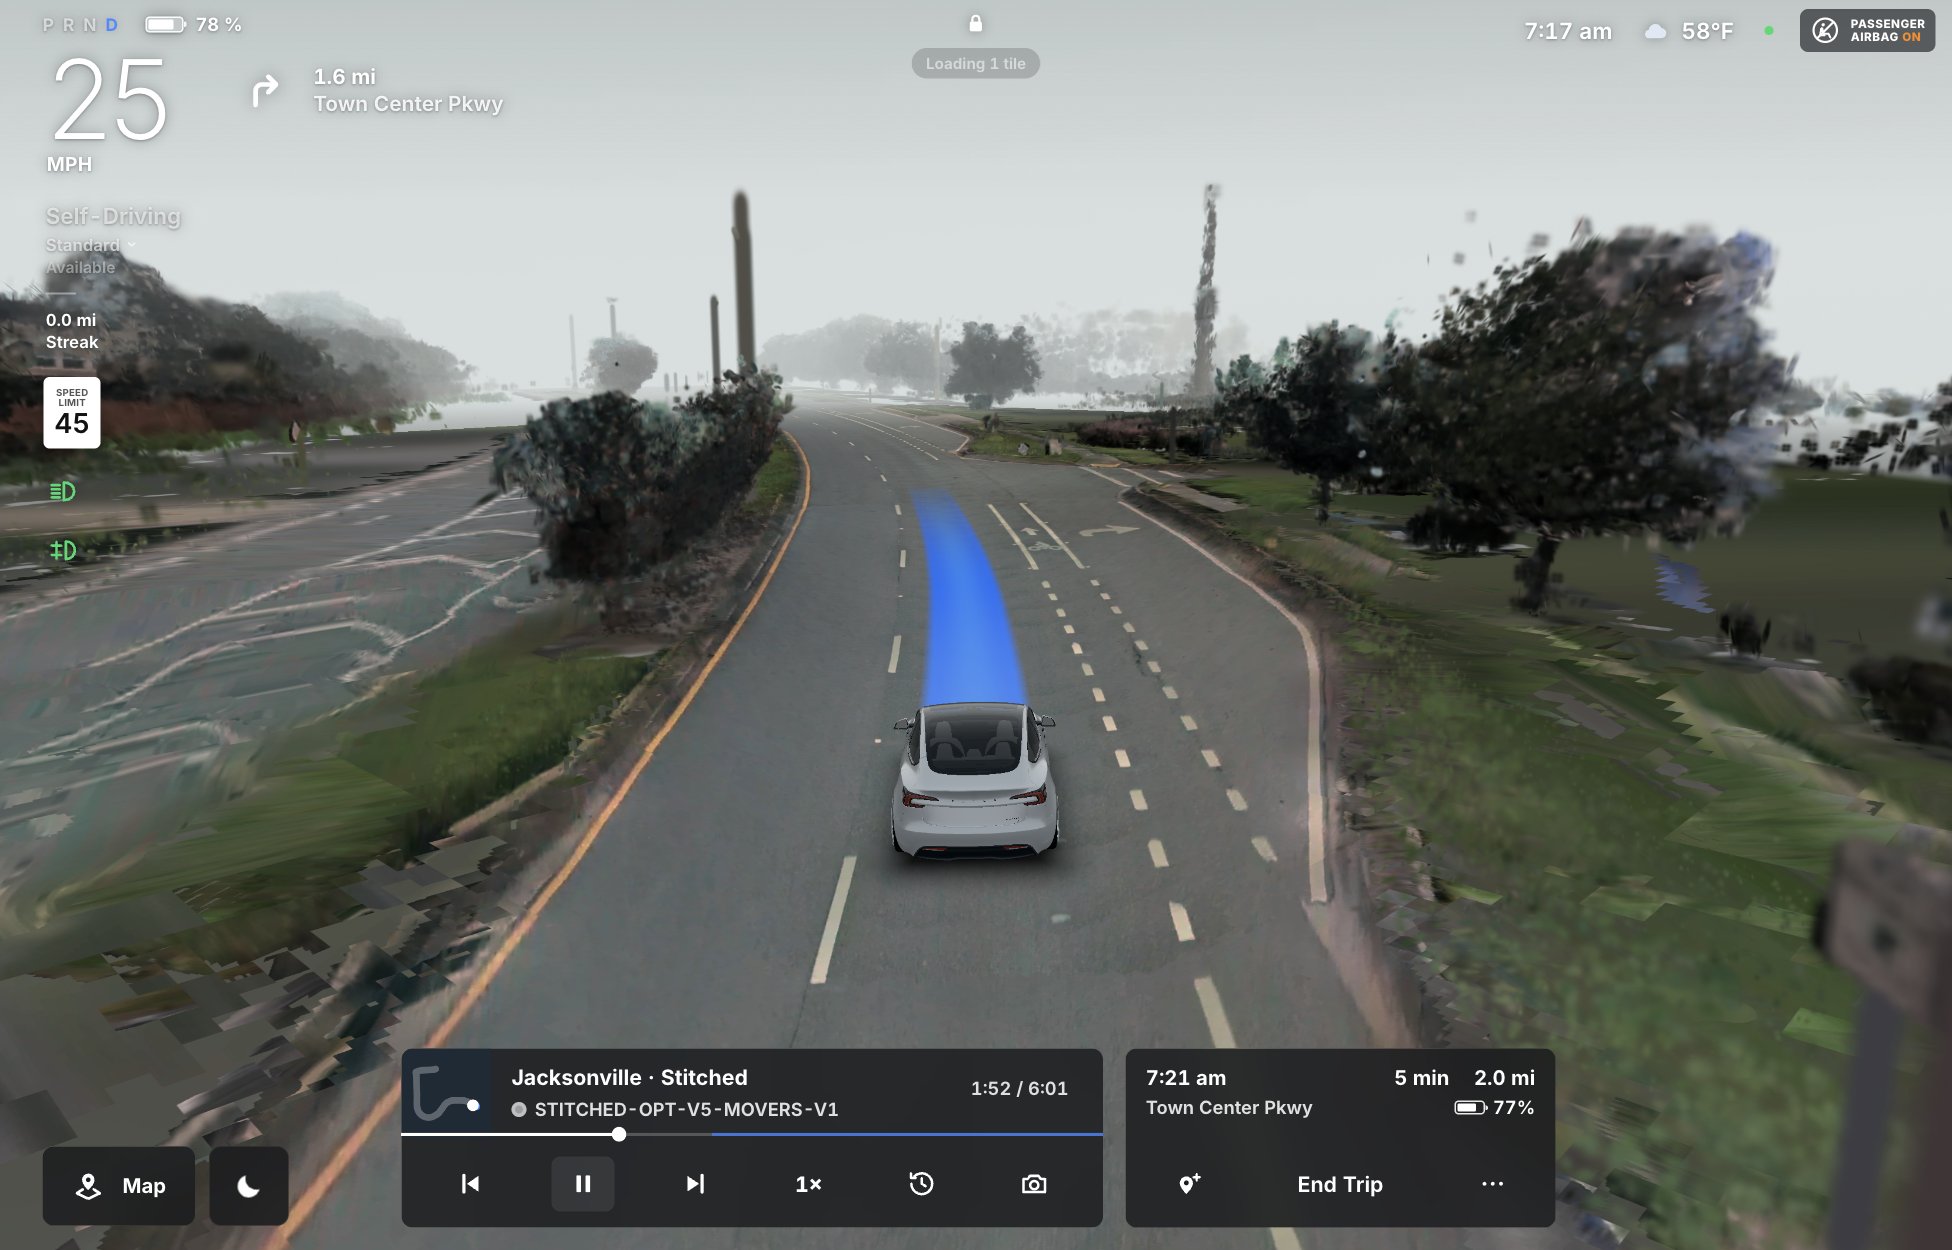 P R N D
78 %
25
MPH
1.6 mi
Town Center Pkwy
Loading 1 tile
7:17 am
58°F
PASSENGER
AIRBAG ON
Self-Driving
Standard
Available
0.0 mi
Streak
SPEED
LIMIT
45
Jacksonville · Stitched
STITCHED-OPT-V5-MOVERS-V1
1:52 / 6:01
1×
7:21 am
5 min
2.0 mi
Town Center Pkwy
77%
End Trip
Map